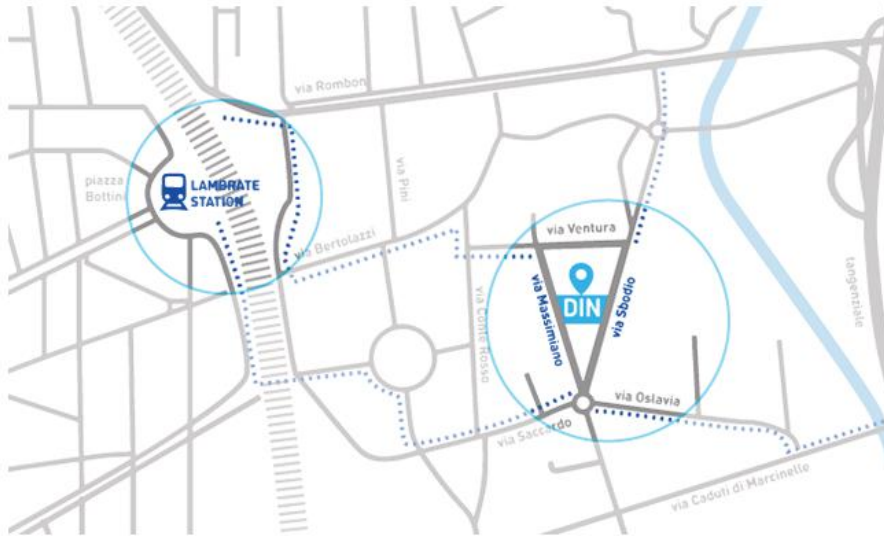 via Rombon
piazza
Bottini
LAMBRATE
STATION
via Pini
via Bertolazzi
via Ventura
via Massimiano
DIN
via Sbodio
via Conte Rosso
tangenziale
via Oslavia
via Saccardo
via Caduti di Marcinelle